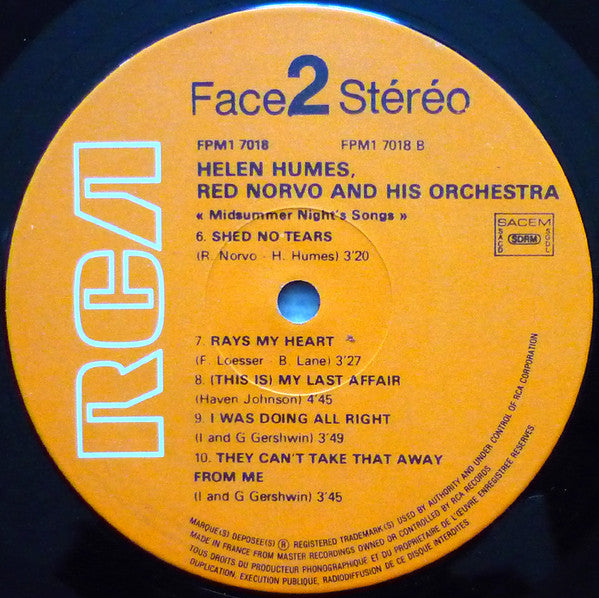 Face 2 Stéréo
FPM1 7018 FPM1 7018 B
HELEN HUMES,
RED NORVO AND HIS ORCHESTRA
« Midsummer Night's Songs »
SACEM
SACD
SDRM
SGDL
6. SHED NO TEARS
(R. Norvo - H. Humes) 3'20
RCA
7. RAYS MY HEART
(F. Loesser - B. Lane) 3'27
8. (THIS IS) MY LAST AFFAIR
(Haven Johnson) 4'45
9. I WAS DOING ALL RIGHT
(I and G Gershwin) 3'49
10. THEY CAN'T TAKE THAT AWAY
FROM ME
(I and G Gershwin) 3'45
MARQUE(S) DEPOSEE(S) ® REGISTERED TRADEMARK(S) USED BY AUTHORITY AND UNDER CONTROL OF RCA CORPORATION
MADE IN FRANCE FROM MASTER RECORDINGS OWNED OR CONTROLLED BY RCA RECORDS
TOUS DROITS DU PRODUCTEUR PHONOGRAPHIQUE ET DU PROPRIETAIRE DE L'ŒUVRE ENREGISTREE RESERVES
DUPLICATION, EXECUTION PUBLIQUE, RADIODIFFUSION DE CE DISQUE INTERDITES